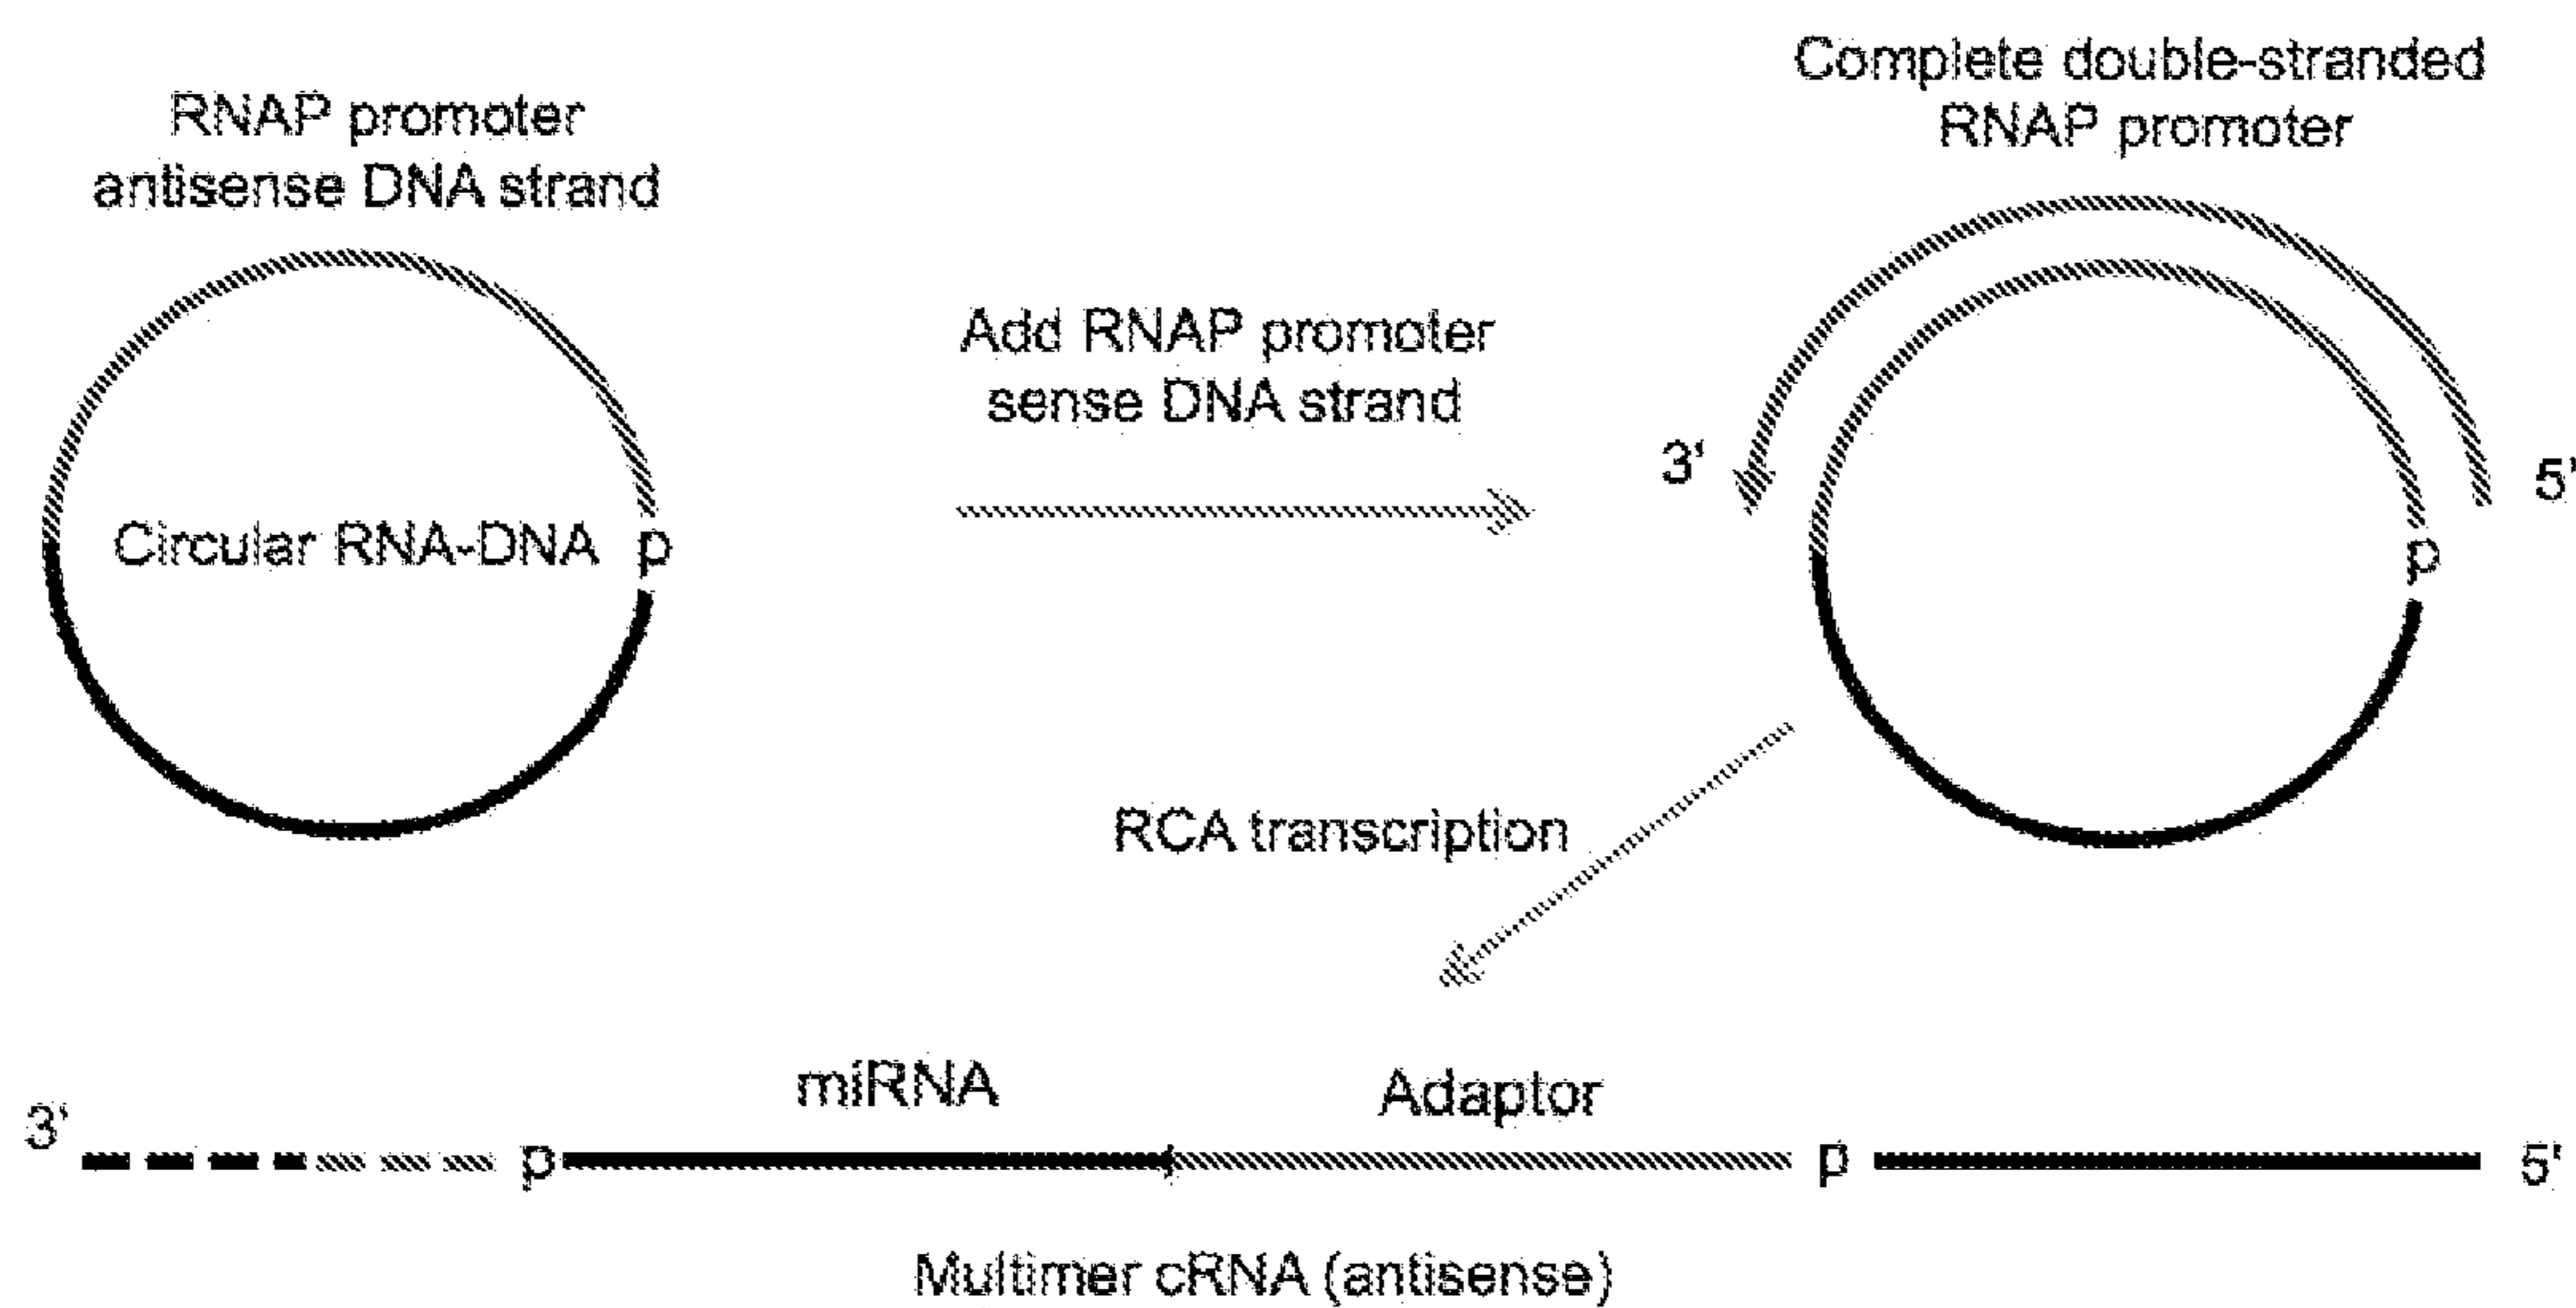 RNAP promoter
antisense DNA strand
Circular RNA-DNA
p
Add RNAP promoter
sense DNA strand
Complete double-stranded
RNAP promoter
3'
5'
p
RCA transcription
miRNA
Adaptor
3'
p
p
5'
Multimer cRNA (antisense)